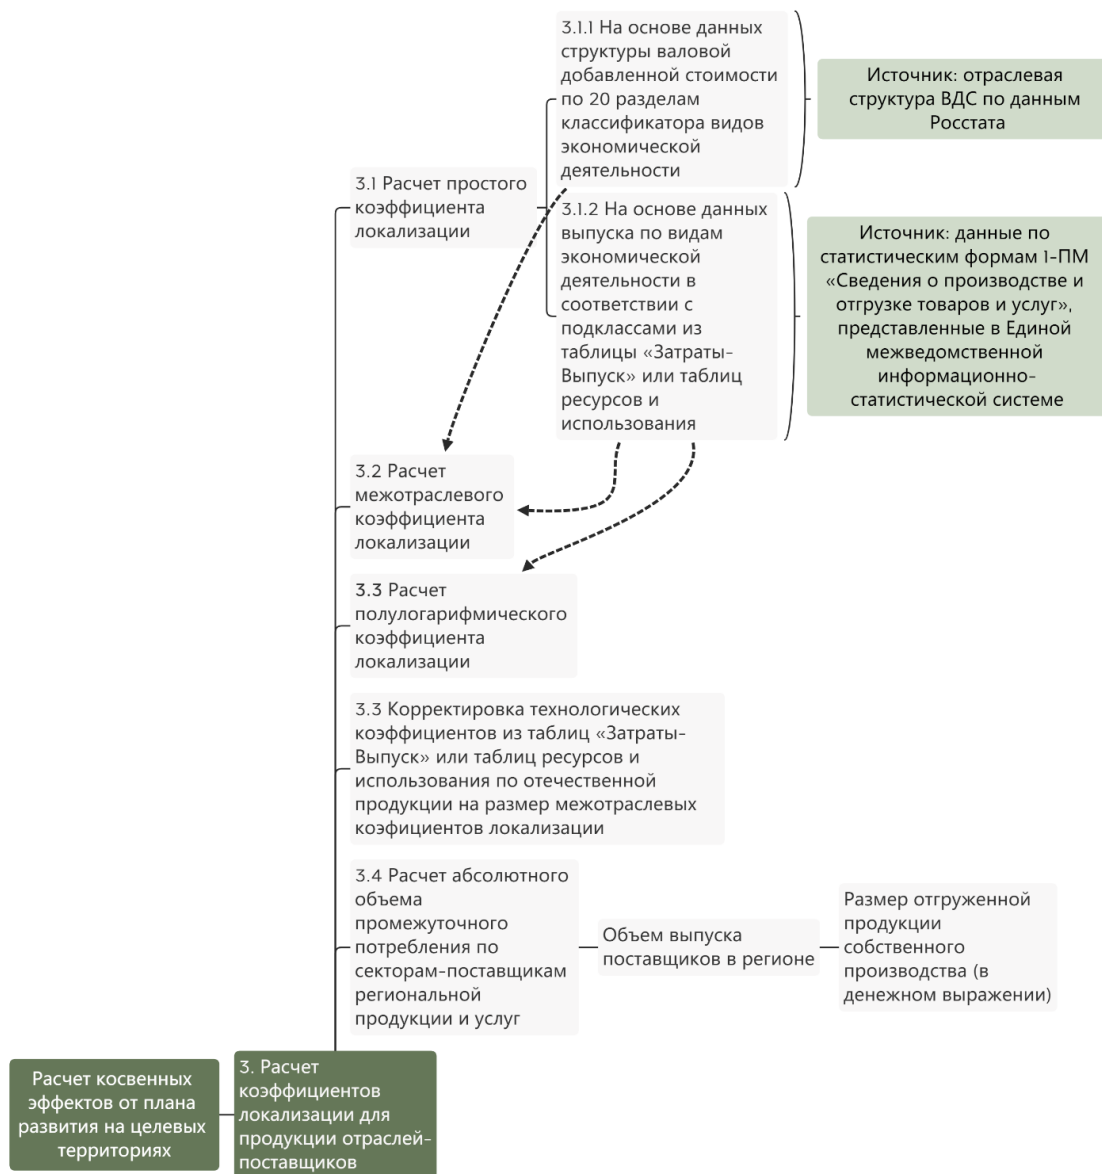 3.1.1 На основе данных
структуры валовой
добавленной стоимости
по 20 разделам
классификатора видов
экономической
деятельности
Источник: отраслевая
структура ВДС по данным
Росстата
3.1 Расчет простого
коэффициента
локализации
3.1.2 На основе данных
выпуска по видам
экономической
деятельности в
соответствии с
подклассами из
таблицы «Затраты-
Выпуск» или таблиц
ресурсов и
использования
Источник: данные по
статистическим формам 1-ПМ
«Сведения о производстве и
отгрузке товаров и услуг»,
представленные в Единой
межведомственной
информационно-
статистической системе
3.2 Расчет
межотраслевого
коэффициента
локализации
3.3 Расчет
полулогарифмического
коэффициента
локализации
3.3 Корректировка технологических
коэффициентов из таблиц «Затраты-
Выпуск» или таблиц ресурсов и
использования по отечественной
продукции на размер межотраслевых
коефициентов локализации
3.4 Расчет абсолютного
объема
промежуточного
потребления по
секторам-поставщикам
региональной
продукции и услуг
Объем выпуска
поставщиков в регионе
Размер отгруженной
продукции
собственного
производства (в
денежном выражении)
Расчет косвенных
эффектов от плана
развития на целевых
территориях
3. Расчет
коэффициентов
локализации для
продукции отраслей-
поставщиков